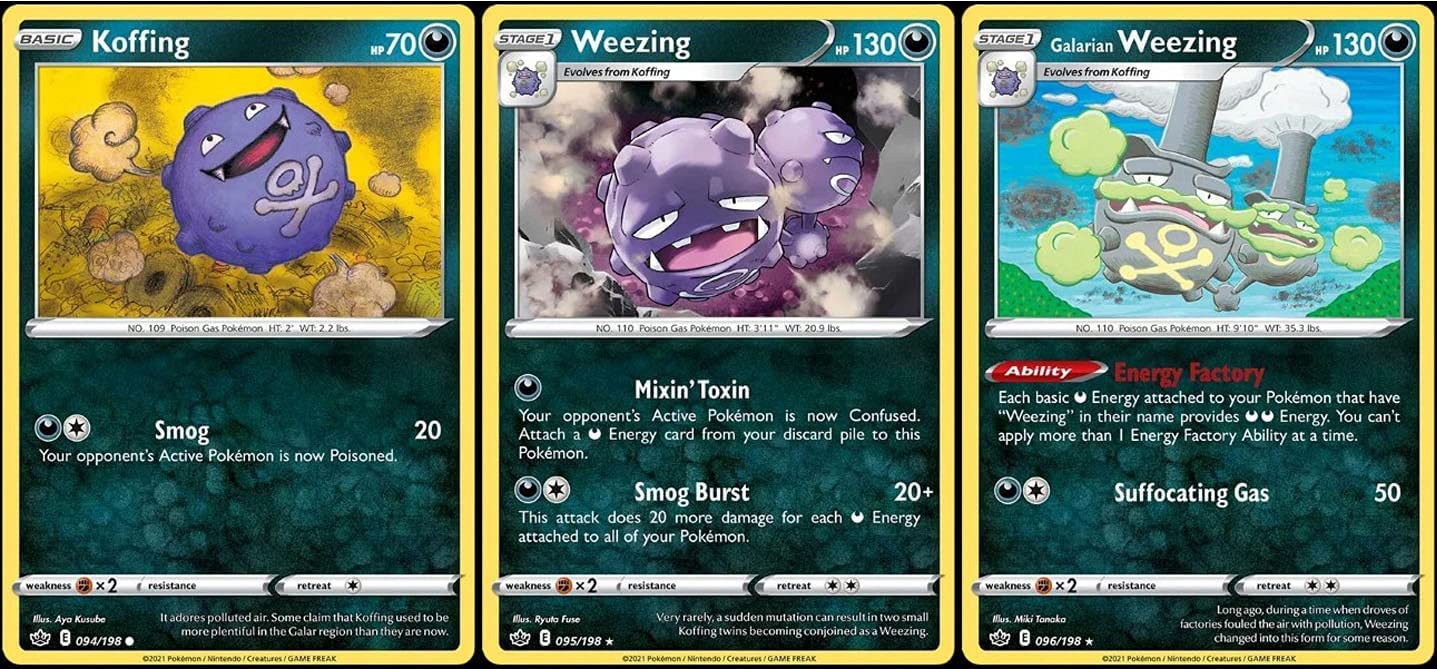 BASIC Koffing HP 70
NO. 109 Poison Gas Pokémon HT: 2' WT: 2.2 lbs.
Smog 20
Your opponent's Active Pokémon is now Poisoned.
weakness ×2 resistance retreat
Illus. Aya Kusube
It adores polluted air. Some claim that Koffing used to be
more plentiful in the Galar region than they are now.
E 094/198
©2021 Pokémon / Nintendo / Creatures / GAME FREAK
STAGE 1 Weezing HP 130
Evolves from Koffing
NO. 110 Poison Gas Pokémon HT: 3'11" WT: 20.9 lbs.
Mixin' Toxin
Your opponent's Active Pokémon is now Confused.
Attach a Energy card from your discard pile to this
Pokémon.
Smog Burst 20+
This attack does 20 more damage for each Energy
attached to all of your Pokémon.
weakness ×2 resistance retreat
Illus. Ryuta Fuse
Very rarely, a sudden mutation can result in two small
Koffing twins becoming conjoined as a Weezing.
E 095/198
©2021 Pokémon / Nintendo / Creatures / GAME FREAK
STAGE 1 Galarian Weezing HP 130
Evolves from Koffing
NO. 110 Poison Gas Pokémon HT: 9'10" WT: 35.3 lbs.
Ability Energy Factory
Each basic Energy attached to your Pokémon that have
"Weezing" in their name provides Energy. You can't
apply more than 1 Energy Factory Ability at a time.
Suffocating Gas 50
weakness ×2 resistance retreat
Illus. Miki Tanaka
Long ago, during a time when droves of
factories fouled the air with pollution, Weezing
changed into this form for some reason.
E 096/198
©2021 Pokémon / Nintendo / Creatures / GAME FREAK